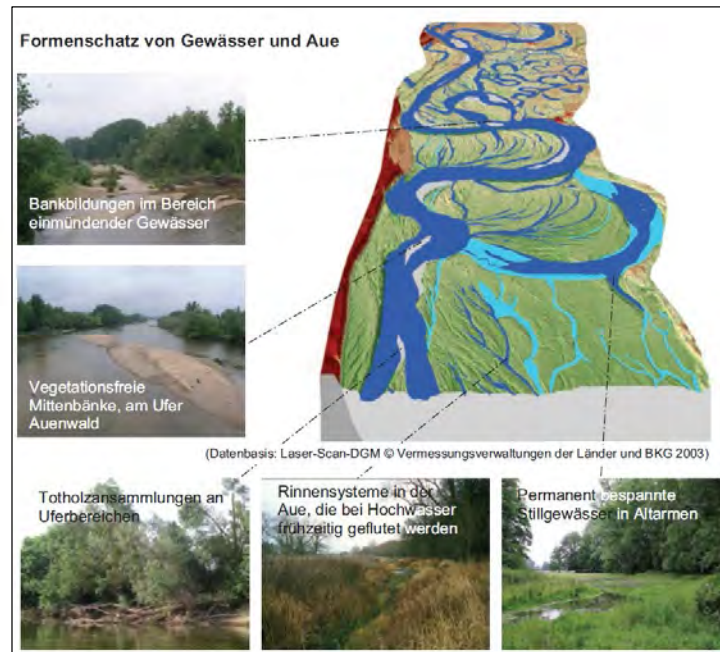 Formenschatz von Gewässer und Aue
Bankbildungen im Bereich
einmündender Gewässer
Vegetationsfreie
Mittenbänke, am Ufer
Auenwald
(Datenbasis: Laser-Scan-DGM © Vermessungsverwaltungen der Länder und BKG 2003)
Totholzansammlungen an
Uferbereichen
Rinnensysteme in der
Aue, die bei Hochwasser
frühzeitig geflutet werden
Permanent bespannte
Stillgewässer in Altarmen